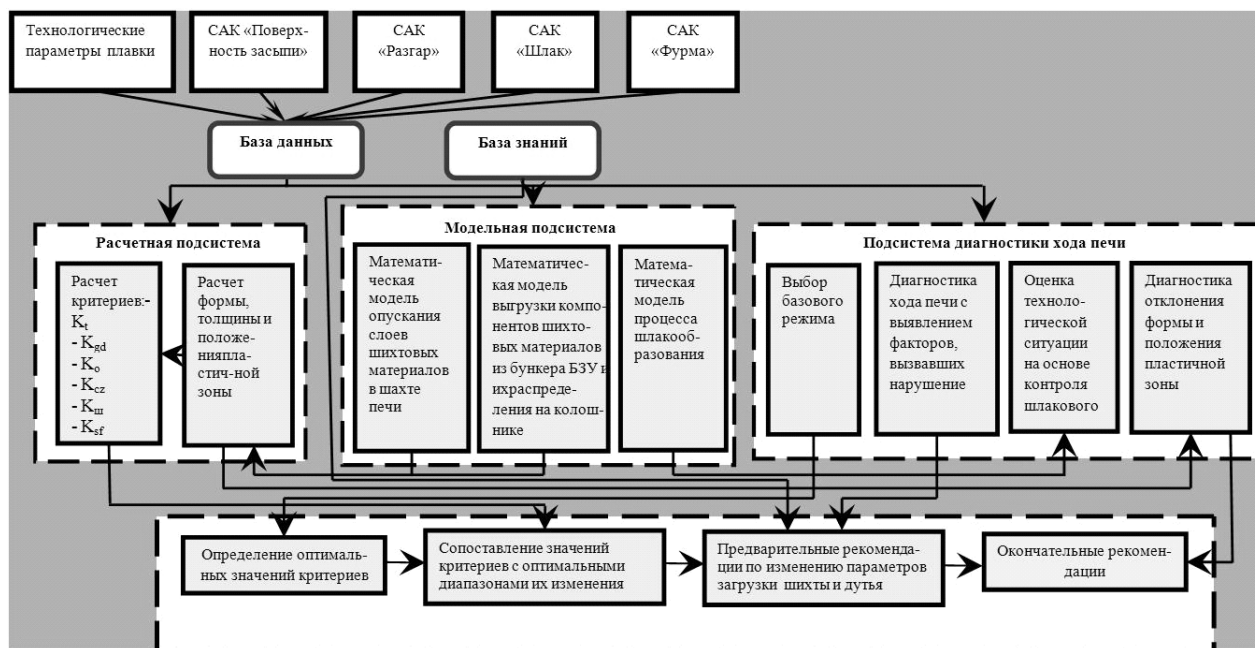 Технологические
параметры плавки
САК «Поверх-
ность засыпи»
САК
«Разгар»
САК
«Шлак»
САК
«Фурма»
База данных
База знаний
Расчетная подсистема
Расчет
критериев:-
Kt
- Kgd
- Ko
- Kcz
- Kш
- Ksf
Расчет
формы,
толщины и
положе-
нияпла-
стич-ной
зоны
Модельная подсистема
Математи-
ческая
модель
опускания
слоев
шихтовых
материалов
в шахте
печи
Математичес-
кая модель
выгрузки компо-
нентов шихто-
вых материалов
из бункера БЗУ и
ихраспреде-
ления на колош-
нике
Матема-
тическая
модель
процесса
шлакооб-
разования
Подсистема диагностики хода печи
Выбор
базового
режима
Диагностика
хода печи с
выявлением
факторов,
вызвавших
нарушение
Оценка
техноло-
гической
ситуации
на основе
контроля
шлакового
Диагностика
отклонения
формы и
положения
пластичной
зоны
Определение оптималь-
ных значений критериев
Сопоставление значений
критериев с оптимальными
диапазонами их изменения
Предварительные рекоменда-
ции по изменению параметров
загрузки шихты и дутья
Окончательные рекомен-
дации